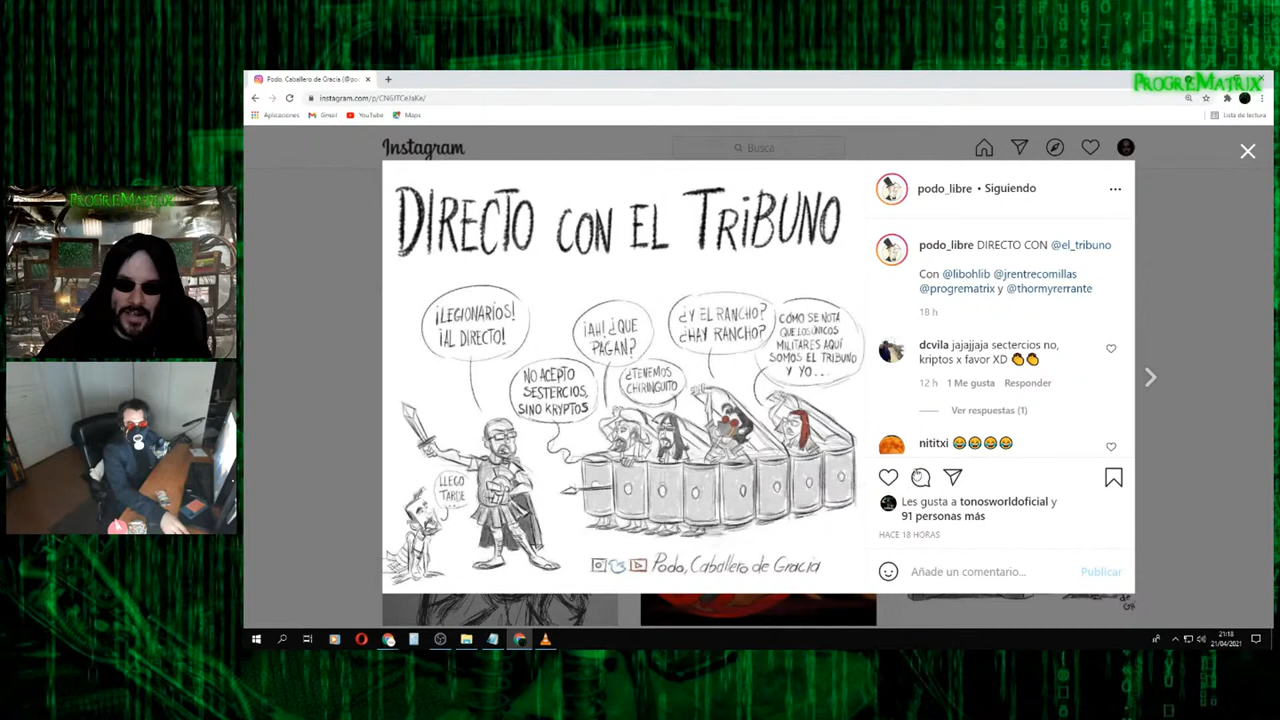 PROGREMATRIX
Podo, Caballero de Gracia (@po
instagram.com/p/CN6ITCeJaKe/
Aplicaciones
Gmail
YouTube
Maps
Lista de lectura
PROGREMATRIX
Instagram
Busca
DIRECTO CON EL TRIBUNO
¡LEGIONARIOS!
¡AL DIRECTO!
NO ACEPTO
SESTERCIOS,
SINO KRYPTOS
¡AH! ¿QUE
PAGAN?
¿TENEMOS
CHIRINGUITO
¿Y EL RANCHO?
¿HAY RANCHO?
CÓMO SE NOTA
QUE LOS ÚNICOS
MILITARES AQUÍ
SOMOS EL TRIBUNO
Y YO...
LLEGO
TARDE
Podo, Caballero de Gracia
podo_libre • Siguiendo
podo_libre DIRECTO CON @el_tribuno
Con @libohlib @jrentrecomillas
@progrematrix y @thormyrerrante
18 h
dcvila jajajjaja sectercios no,
kriptos x favor XD 👏👏
12 h 1 Me gusta Responder
Ver respuestas (1)
nititxi 😂😂😂😂
Les gusta a tonosworldoficial y
91 personas más
HACE 18 HORAS
Añade un comentario...
Publicar
de
21:18
21/04/2021